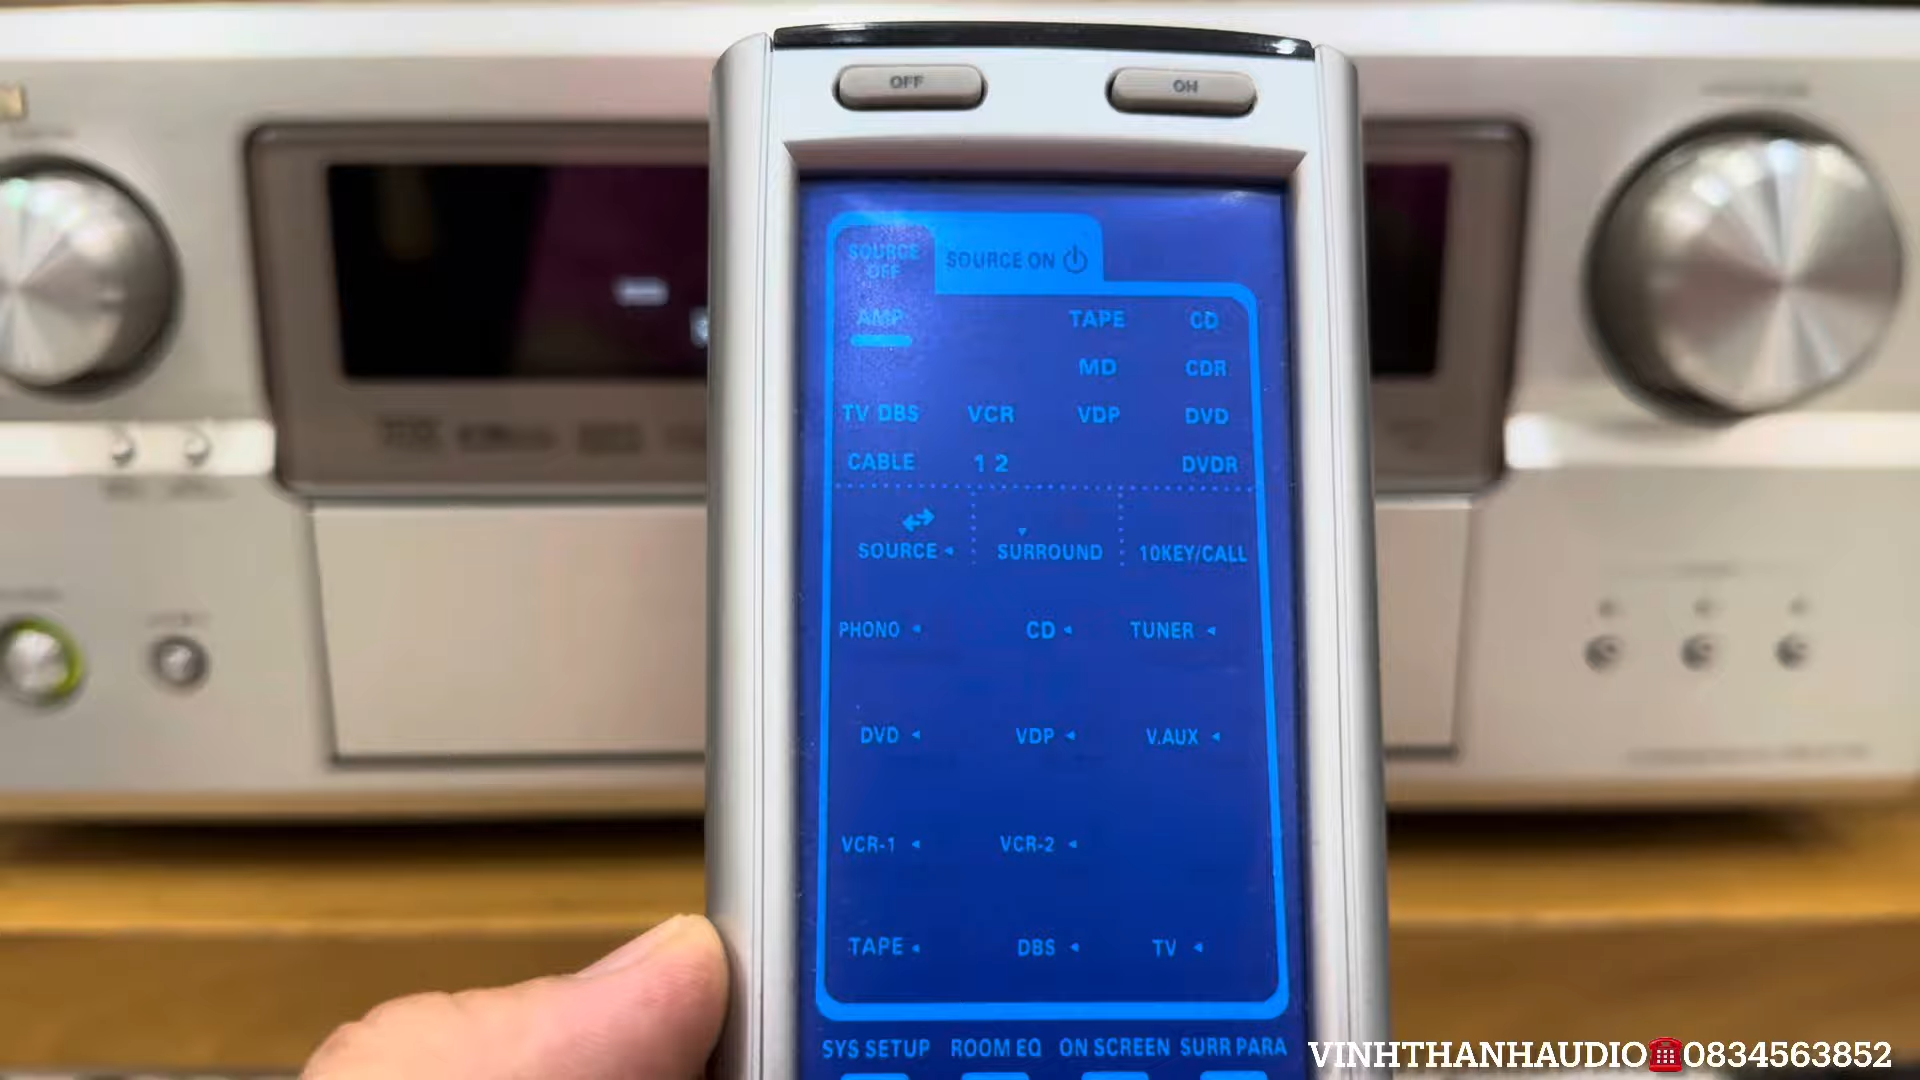 OFF ON
SOURCE OFF SOURCE ON
AMP TAPE CD
MD CDR
TV DBS VCR VDP DVD
CABLE 1 2 DVDR
SOURCE SURROUND 10KEY/CALL
PHONO CD TUNER
DVD VDP V.AUX
VCR-1 VCR-2
TAPE DBS TV
SYS SETUP ROOM EQ ON SCREEN SURR PARA
VINHTHANHAUDIO☎️0834563852